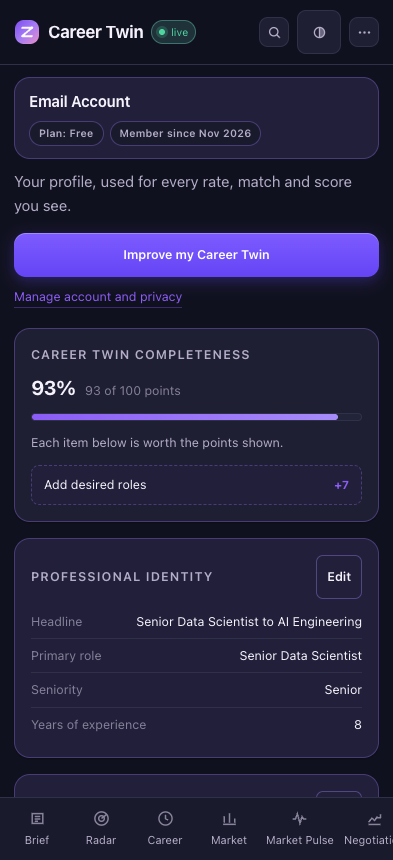 Career Twin
live
Email Account
Plan: Free
Member since Nov 2026
Your profile, used for every rate, match and score
you see.
Improve my Career Twin
Manage account and privacy
CAREER TWIN COMPLETENESS
93% 93 of 100 points
Each item below is worth the points shown.
Add desired roles +7
PROFESSIONAL IDENTITY
Edit
Headline Senior Data Scientist to AI Engineering
Primary role Senior Data Scientist
Seniority Senior
Years of experience 8
Brief Radar Career Market Market Pulse Negotiati